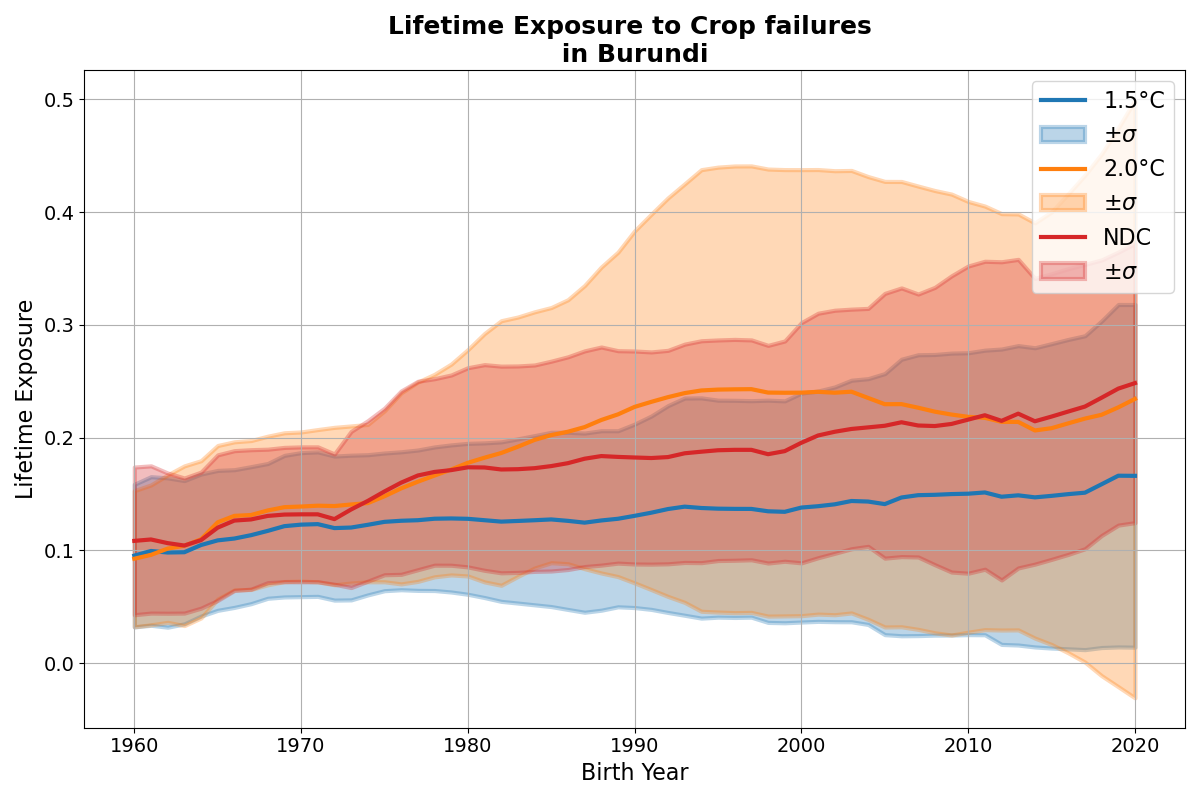 Lifetime Exposure to Crop failures
in Burundi
Lifetime Exposure
0.5
0.4
0.3
0.2
0.1
0.0
1.5°C
±σ
2.0°C
±σ
NDC
±σ
1960 1970 1980 1990 2000 2010 2020
Birth Year